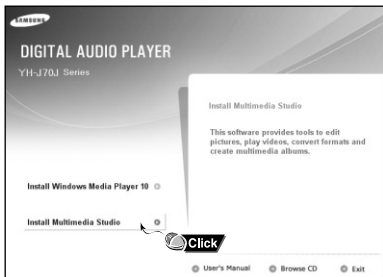 SAMSUNG
DIGITAL AUDIO PLAYER
YH-J70J Series
Install Multimedia Studio
This software provides tools to edit
pictures, play videos, convert formats and
create multimedia albums.
Install Windows Media Player 10
Install Multimedia Studio
Click
User's Manual
Browse CD
Exit